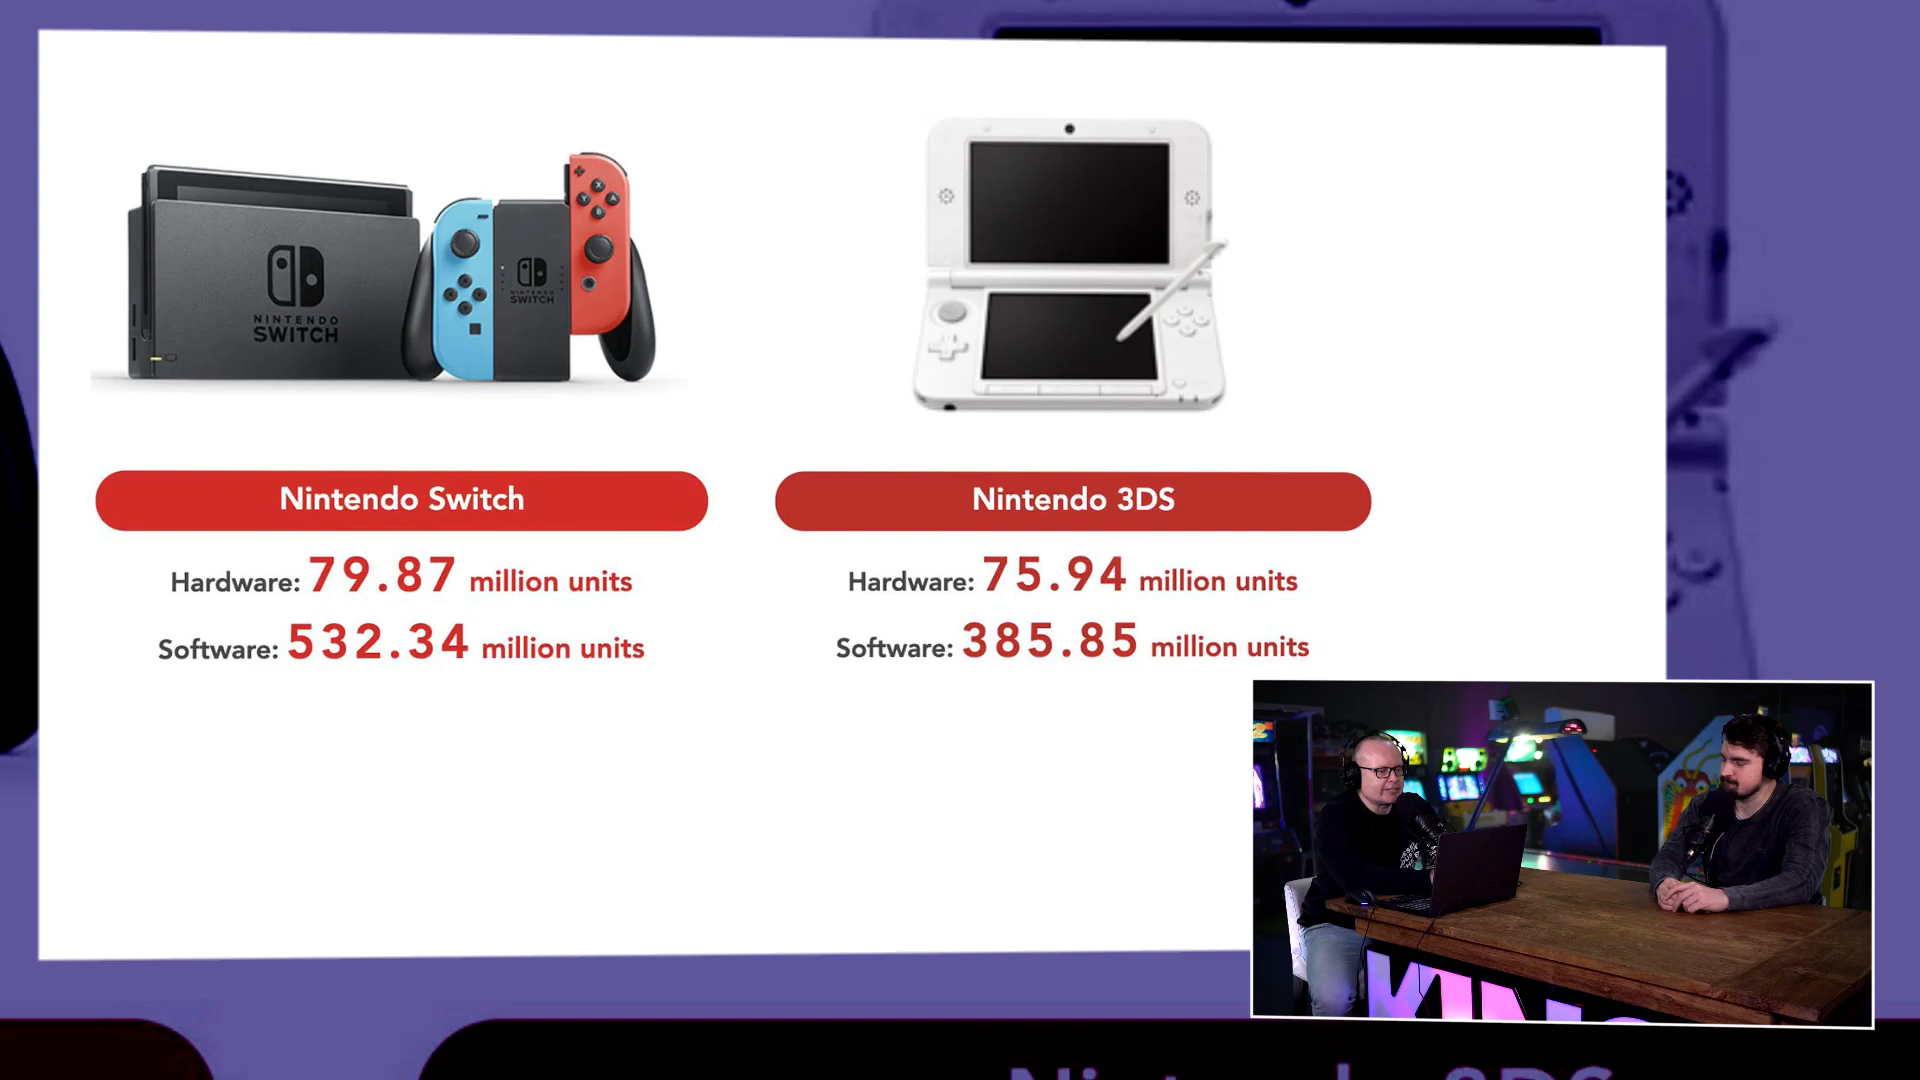 NINTENDO
SWITCH
NINTENDO
SWITCH
X
Y
A
B
Nintendo Switch
Hardware: 79.87 million units
Software: 532.34 million units
Nintendo 3DS
Hardware: 75.94 million units
Software: 385.85 million units